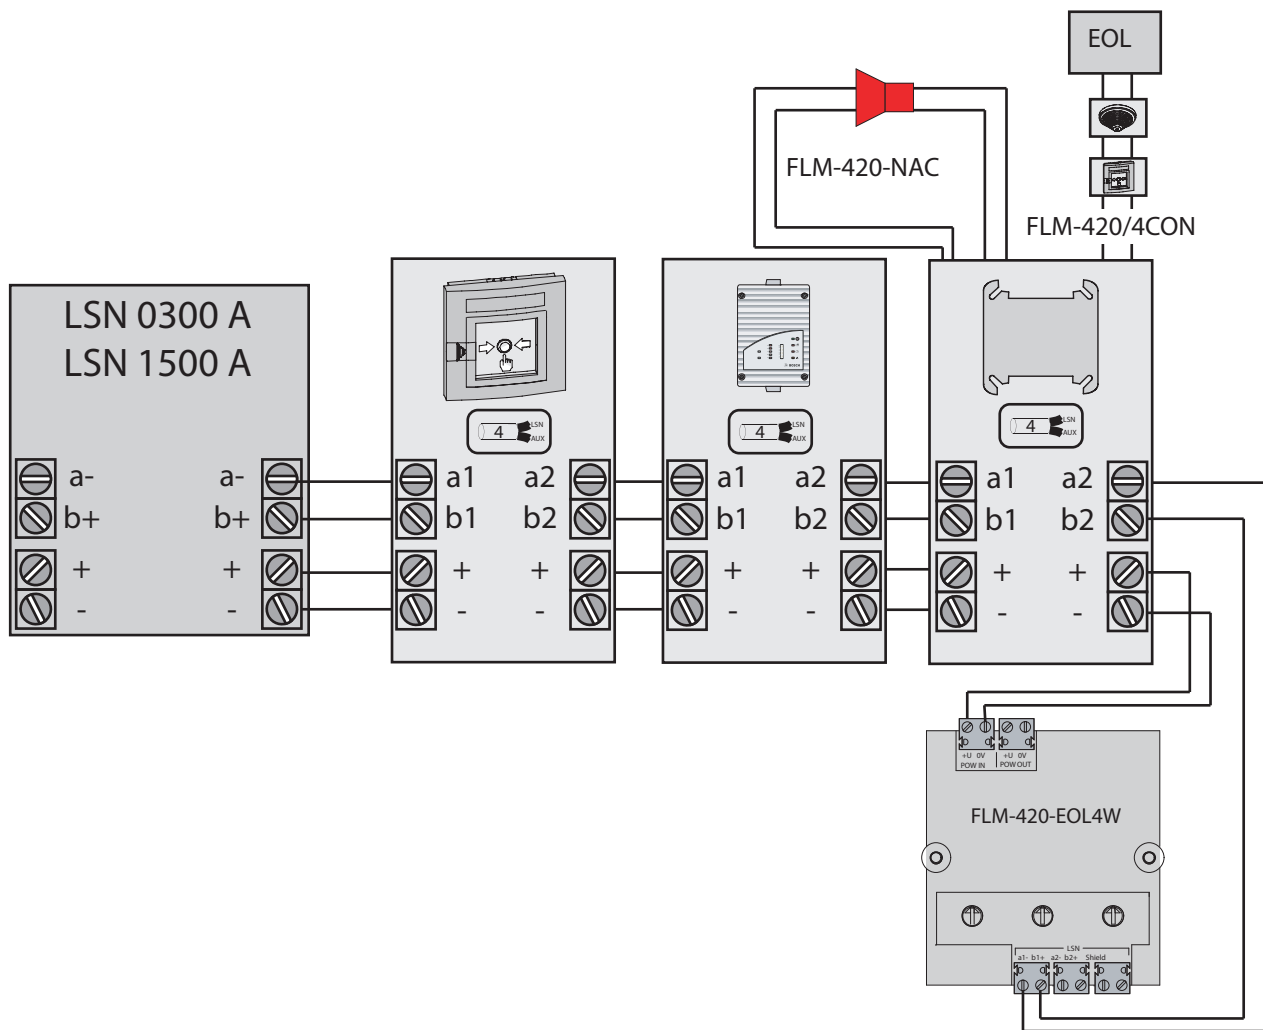 EOL
FLM-420-NAC
FLM-420/4CON
LSN 0300 A
LSN 1500 A
4 LSN AUX
4 LSN AUX
4 LSN AUX
BOSCH
a- a- a1 a2 a1 a2 a1 a2
b+ b+ b1 b2 b1 b2 b1 b2
+ + + + + + + +
- - - - - - - -
+U 0V +U 0V
POW IN POW OUT
FLM-420-EOL4W
LSN
a1- b1+ a2- b2+ Shield